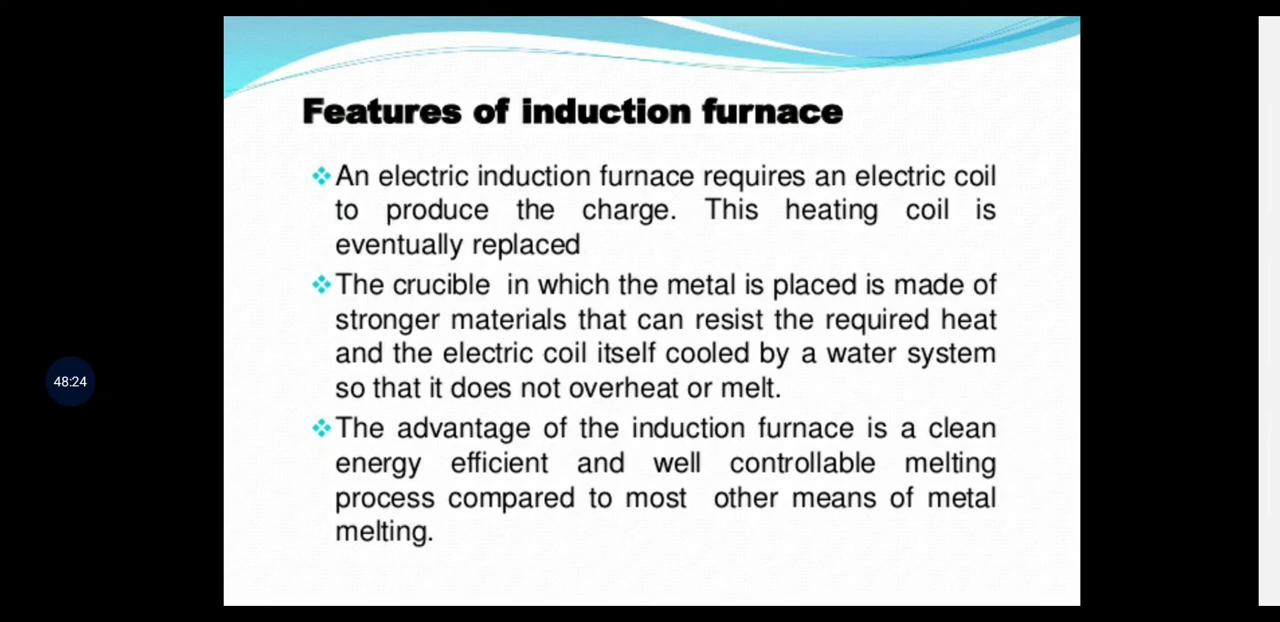 Features of induction furnace
An electric induction furnace requires an electric coil
to produce the charge. This heating coil is
eventually replaced
The crucible in which the metal is placed is made of
stronger materials that can resist the required heat
and the electric coil itself cooled by a water system
so that it does not overheat or melt.
48:24
The advantage of the induction furnace is a clean
energy efficient and well controllable melting
process compared to most other means of metal
melting.